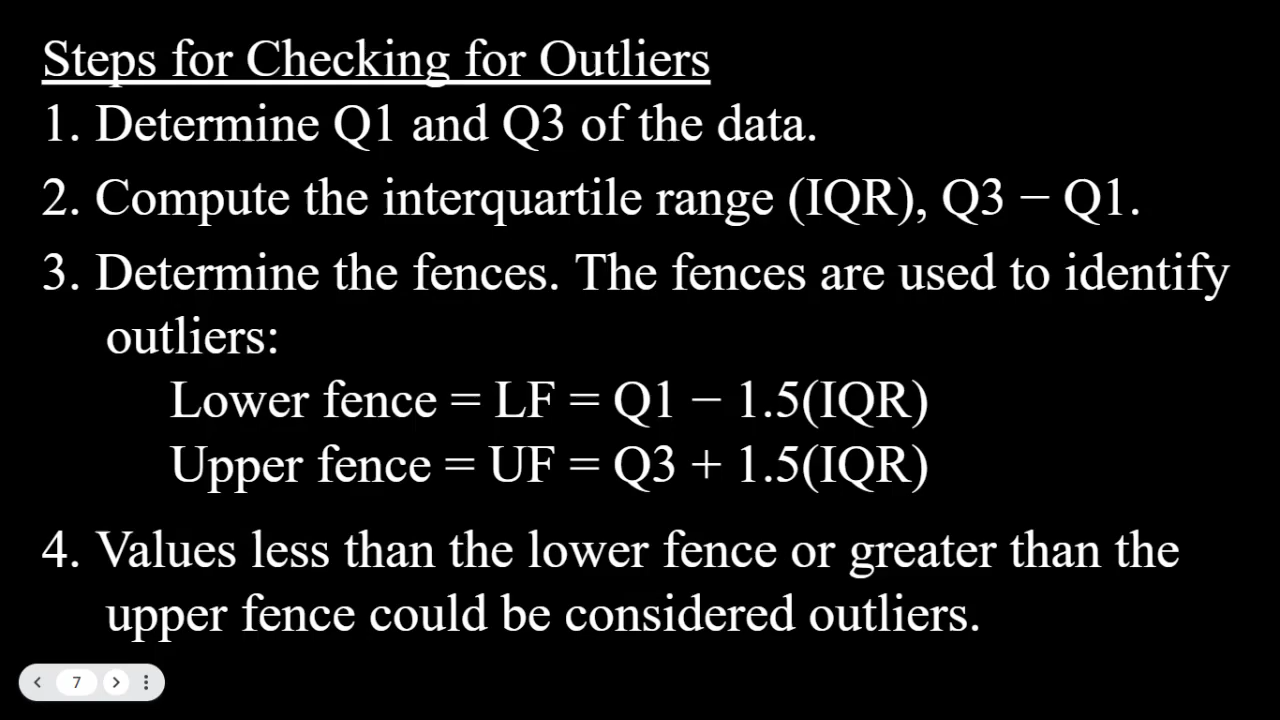 Steps for Checking for Outliers
1. Determine Q1 and Q3 of the data.
2. Compute the interquartile range (IQR), Q3 − Q1.
3. Determine the fences. The fences are used to identify
outliers:
Lower fence = LF = Q1 − 1.5(IQR)
Upper fence = UF = Q3 + 1.5(IQR)
4. Values less than the lower fence or greater than the
upper fence could be considered outliers.
7